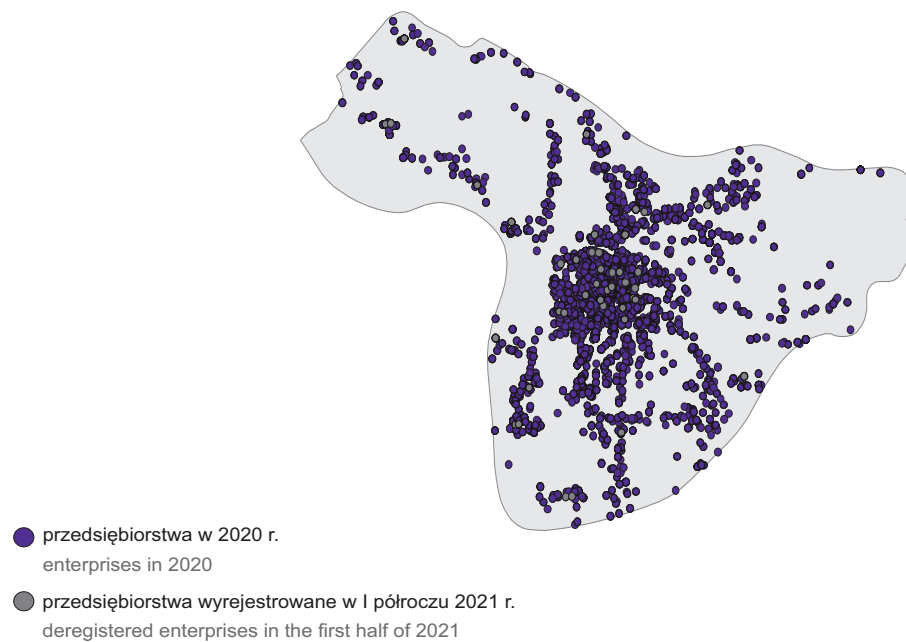 przedsiębiorstwa w 2020 r.
enterprises in 2020
przedsiębiorstwa wyrejestrowane w I półroczu 2021 r.
deregistered enterprises in the first half of 2021